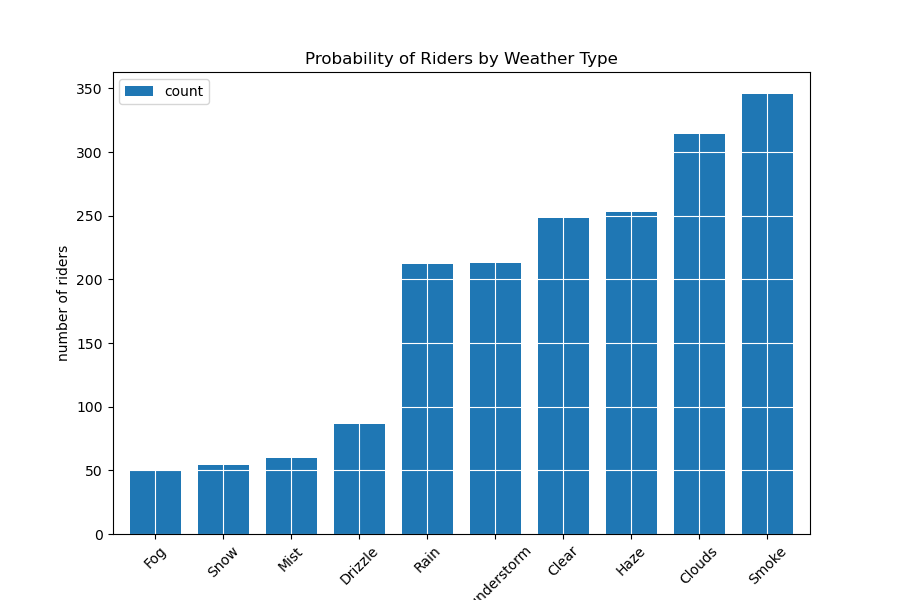 Probability of Riders by Weather Type
count
number of riders
350
300
250
200
150
100
50
0
Fog
Snow
Mist
Drizzle
Rain
understorm
Clear
Haze
Clouds
Smoke